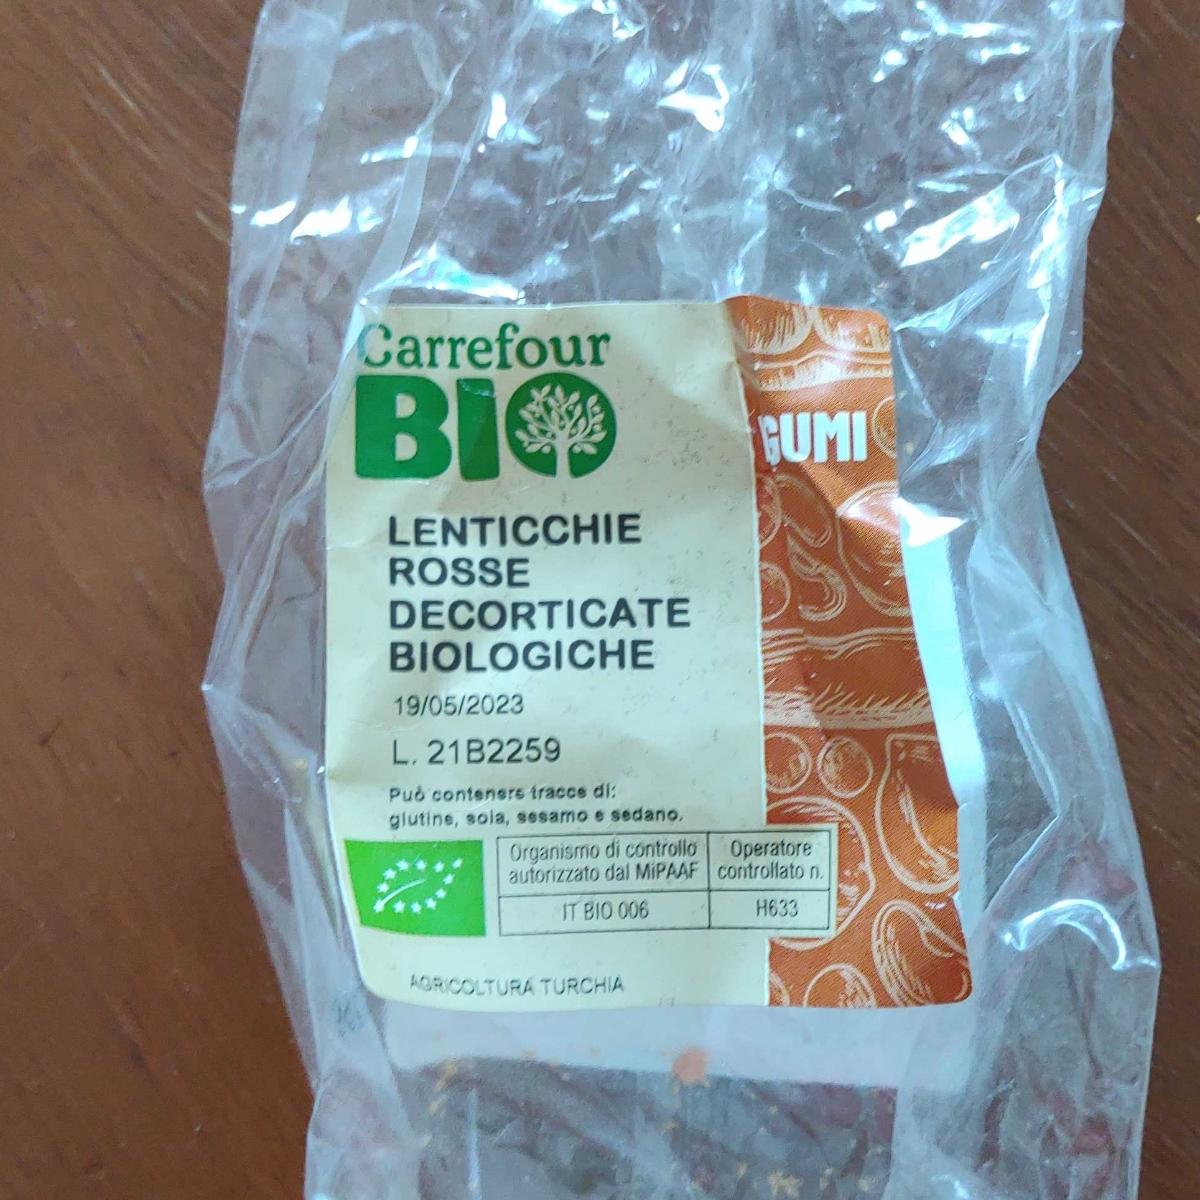 Carrefour
BIO
GUMI
LENTICCHIE
ROSSE
DECORTICATE
BIOLOGICHE
19/05/2023
L. 21B2259
Può contenere tracce di:
glutine, soia, sesamo e sedano.
Organismo di controllo
autorizzato dal MiPAAF
Operatore
controllato n.
IT BIO 006
H633
AGRICOLTURA TURCHIA